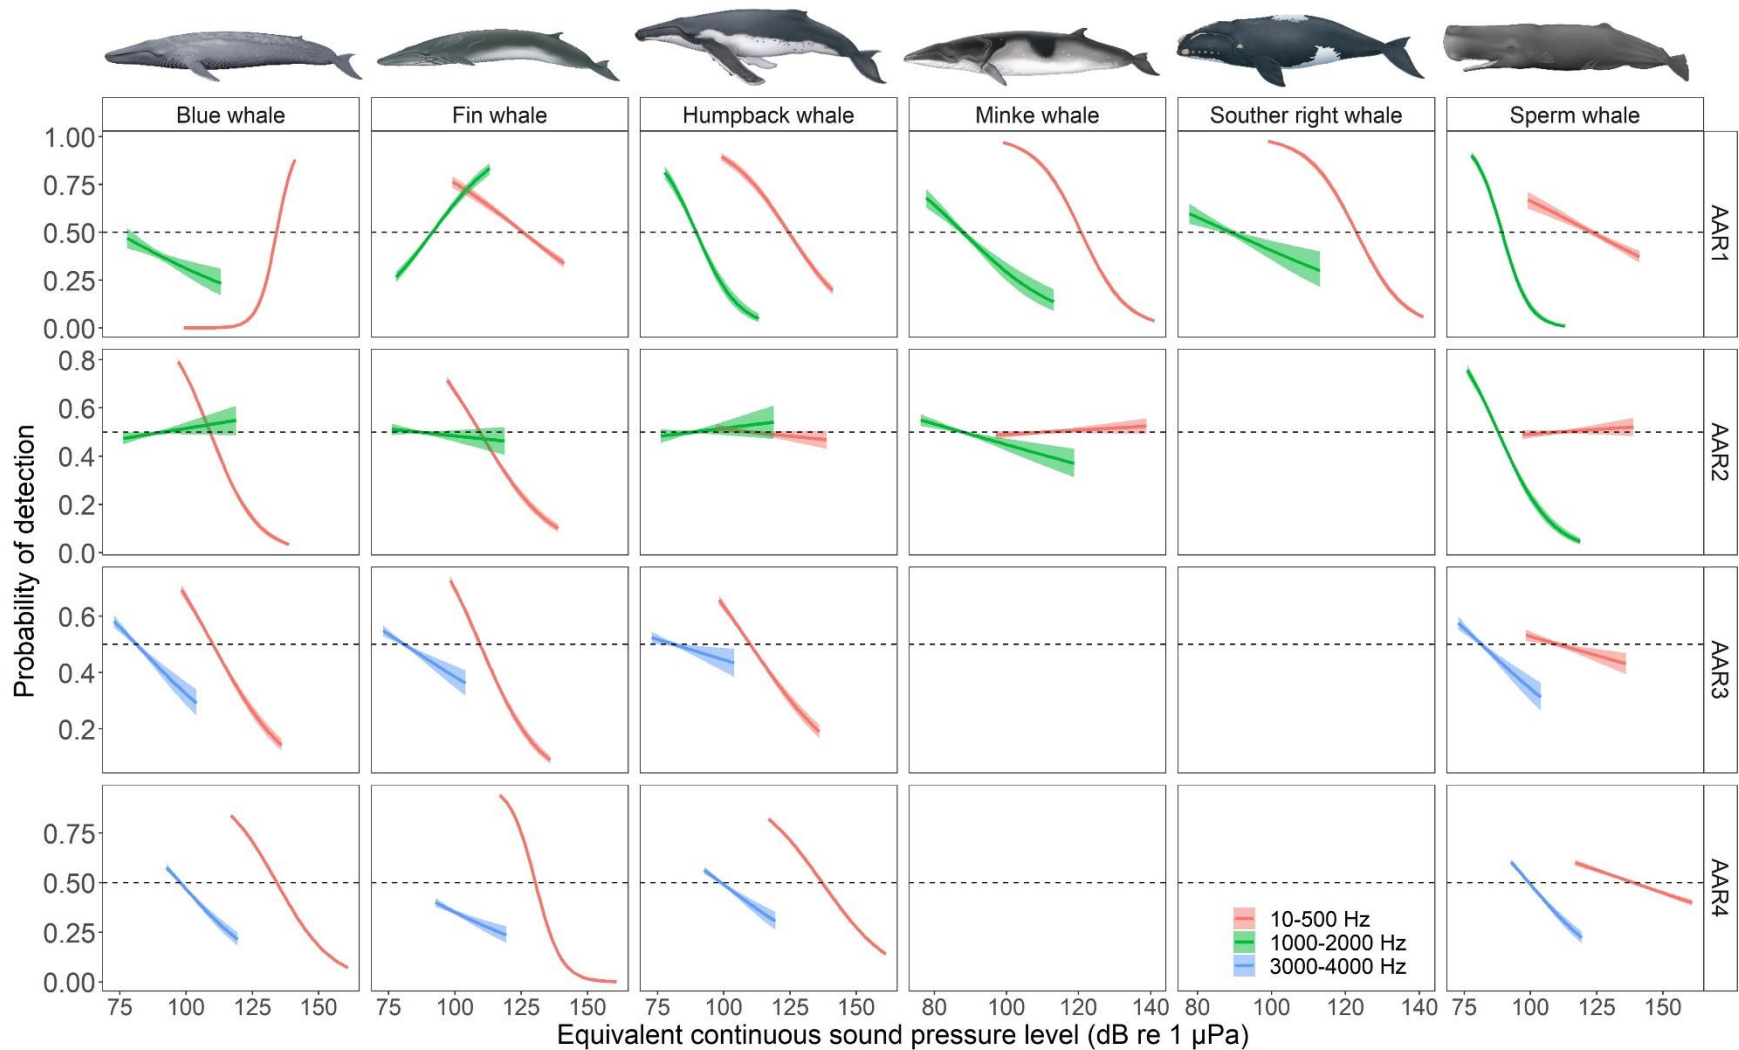 Blue whale Fin whale Humpback whale Minke whale Souther right whale Sperm whale
1.00
0.75
0.50
0.25
0.00
AAR1
0.8
0.6
0.4
0.2
0.0
AAR2
0.6
0.4
0.2
AAR3
0.75
0.50
0.25
0.00
AAR4
Probability of detection
10-500 Hz
1000-2000 Hz
3000-4000 Hz
75 100 125 150 75 100 125 150 75 100 125 150 80 100 120 140 80 100 120 140 75 100 125 150
Equivalent continuous sound pressure level (dB re 1 µPa)